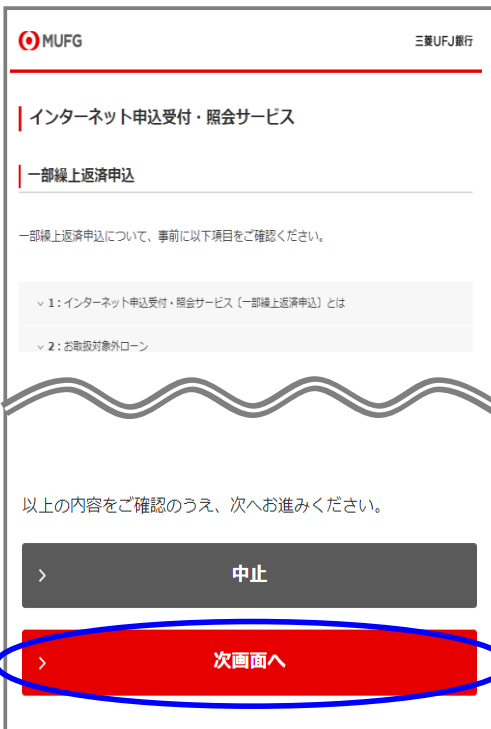 MUFG
三菱UFJ銀行
インターネット申込受付・照会サービス
一部繰上返済申込
一部繰上返済申込について、事前に以下項目をご確認ください。
1：インターネット申込受付・照会サービス〔一部繰上返済申込〕とは
2：お取扱対象外ローン
以上の内容をご確認のうえ、次へお進みください。
中止
次画面へ